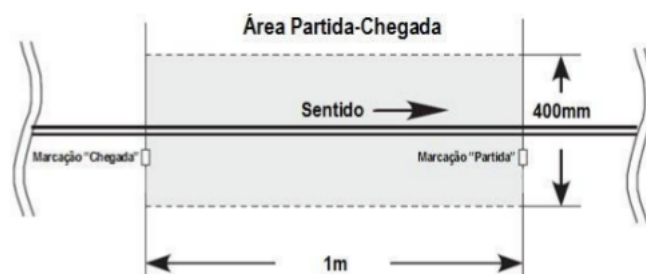 Área Partida-Chegada
Sentido
400mm
Marcação "Chegada"
Marcação "Partida"
1m